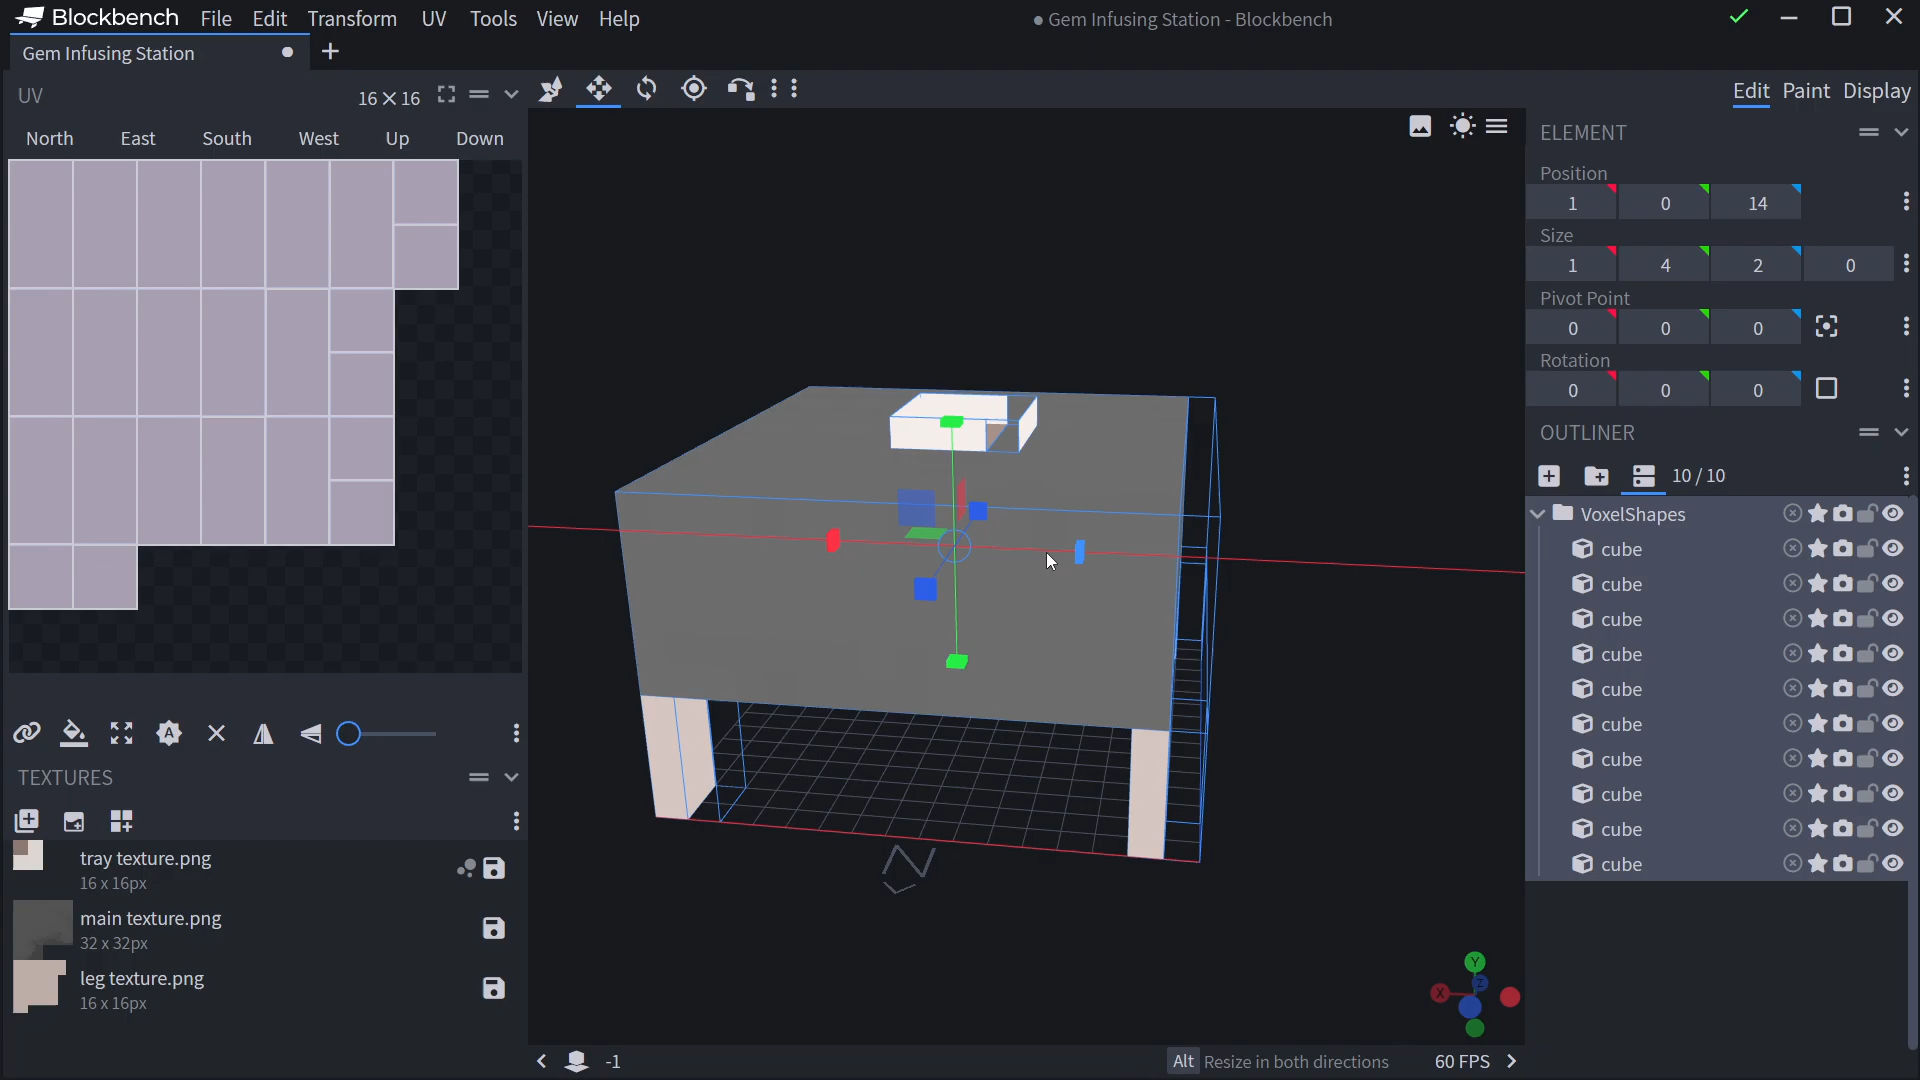 Blockbench File Edit Transform UV Tools View Help
Gem Infusing Station - Blockbench
Gem Infusing Station
UV 16×16
North East South West Up Down
TEXTURES
tray texture.png
16 x 16px
main texture.png
32 x 32px
leg texture.png
16 x 16px
N
-1
Alt Resize in both directions 60 FPS
Y
Z
X
Edit Paint Display
ELEMENT
Position
1 0 14
Size
1 4 2 0
Pivot Point
0 0 0
Rotation
0 0 0
OUTLINER
10 / 10
VoxelShapes
cube
cube
cube
cube
cube
cube
cube
cube
cube
cube